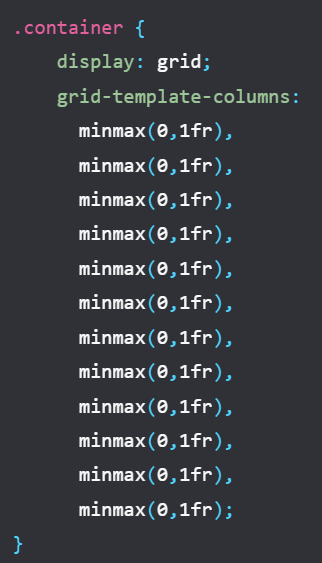 .container {
    display: grid;
    grid-template-columns:
      minmax(0,1fr),
      minmax(0,1fr),
      minmax(0,1fr),
      minmax(0,1fr),
      minmax(0,1fr),
      minmax(0,1fr),
      minmax(0,1fr),
      minmax(0,1fr),
      minmax(0,1fr),
      minmax(0,1fr),
      minmax(0,1fr),
      minmax(0,1fr);
}